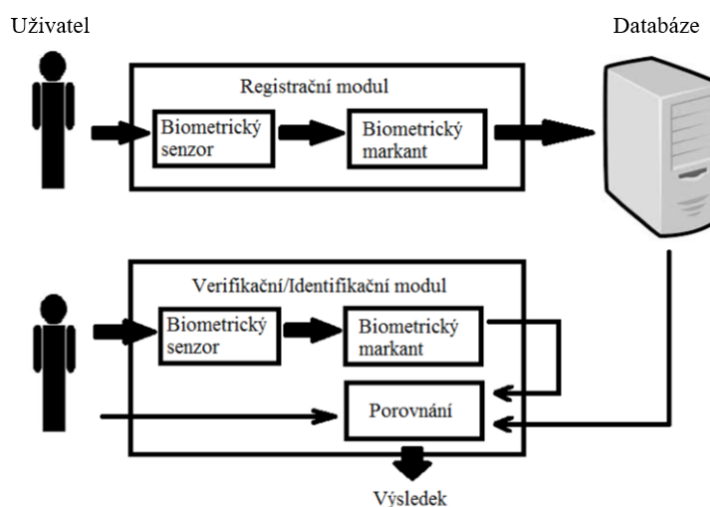 Uživatel
Databáze
Registrační modul
Biometrický
senzor
Biometrický
markant
Verifikační/Identifikační modul
Biometrický
senzor
Biometrický
markant
Porovnání
Výsledek